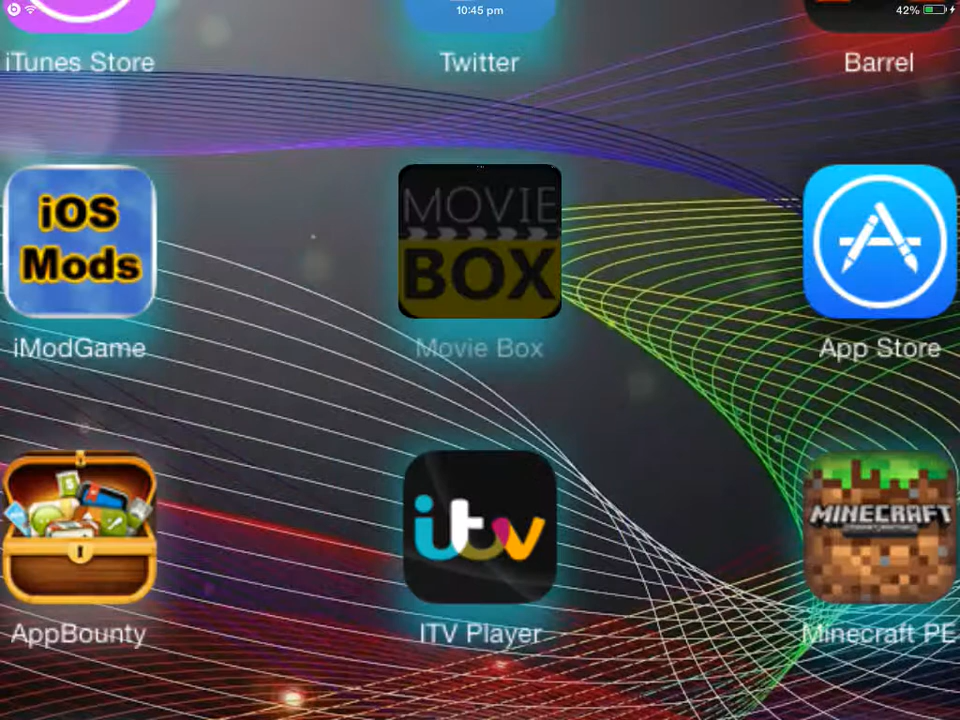 10:45 pm
42%
iTunes Store
Twitter
Barrel
iOS
Mods
MOVIE
BOX
iModGame
Movie Box
App Store
itv
MINECRAFT
AppBounty
ITV Player
Minecraft PE